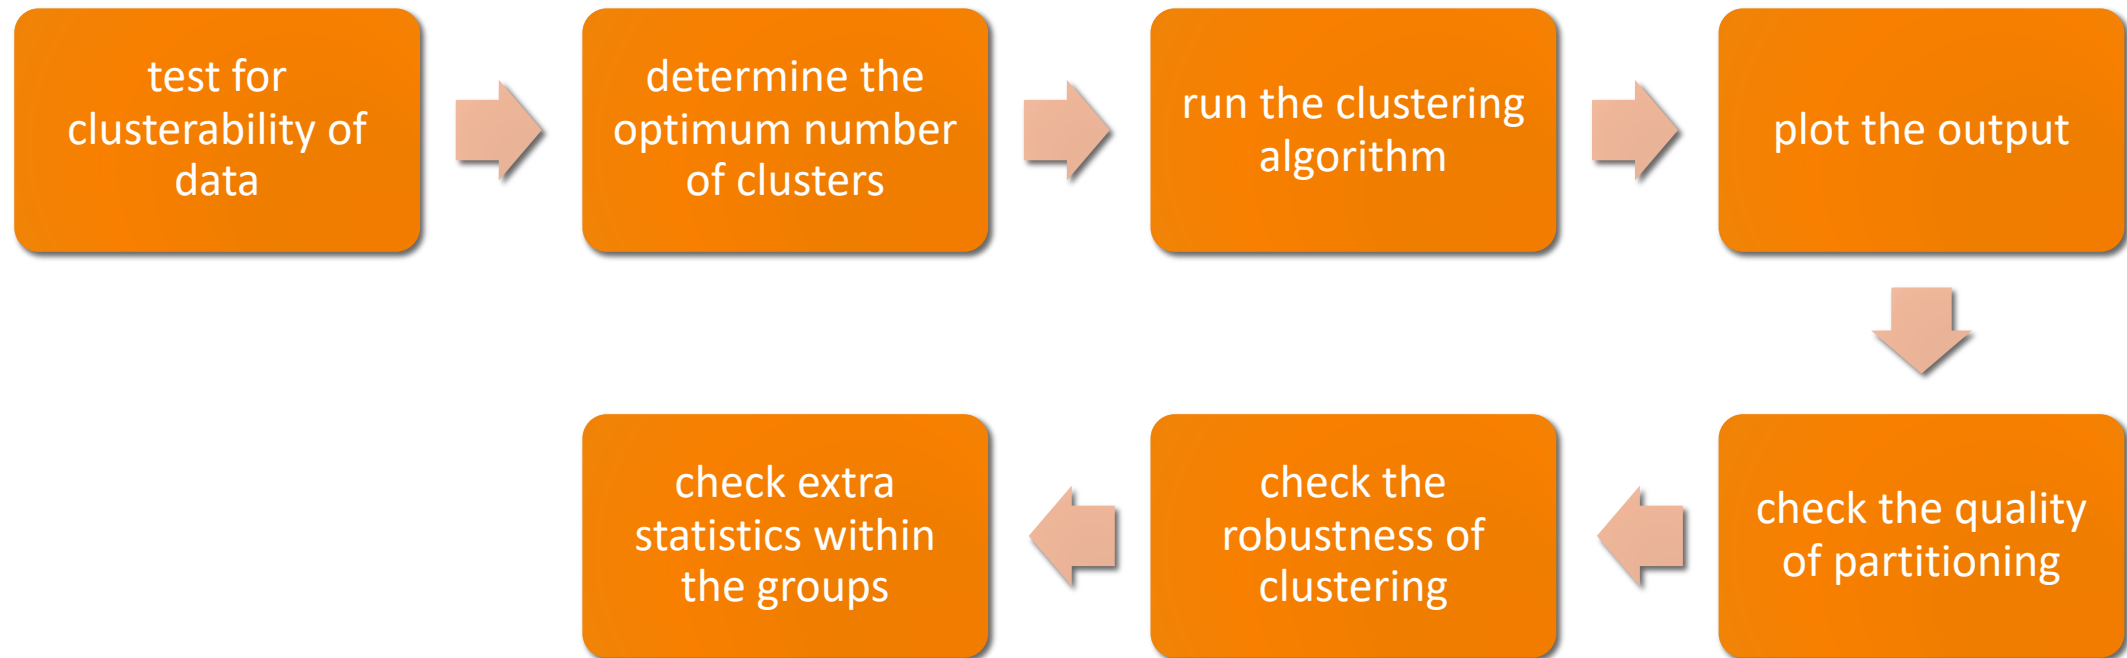 test for
clusterability of
data
determine the
optimum number
of clusters
run the clustering
algorithm
plot the output
check the quality
of partitioning
check the
robustness of
clustering
check extra
statistics within
the groups